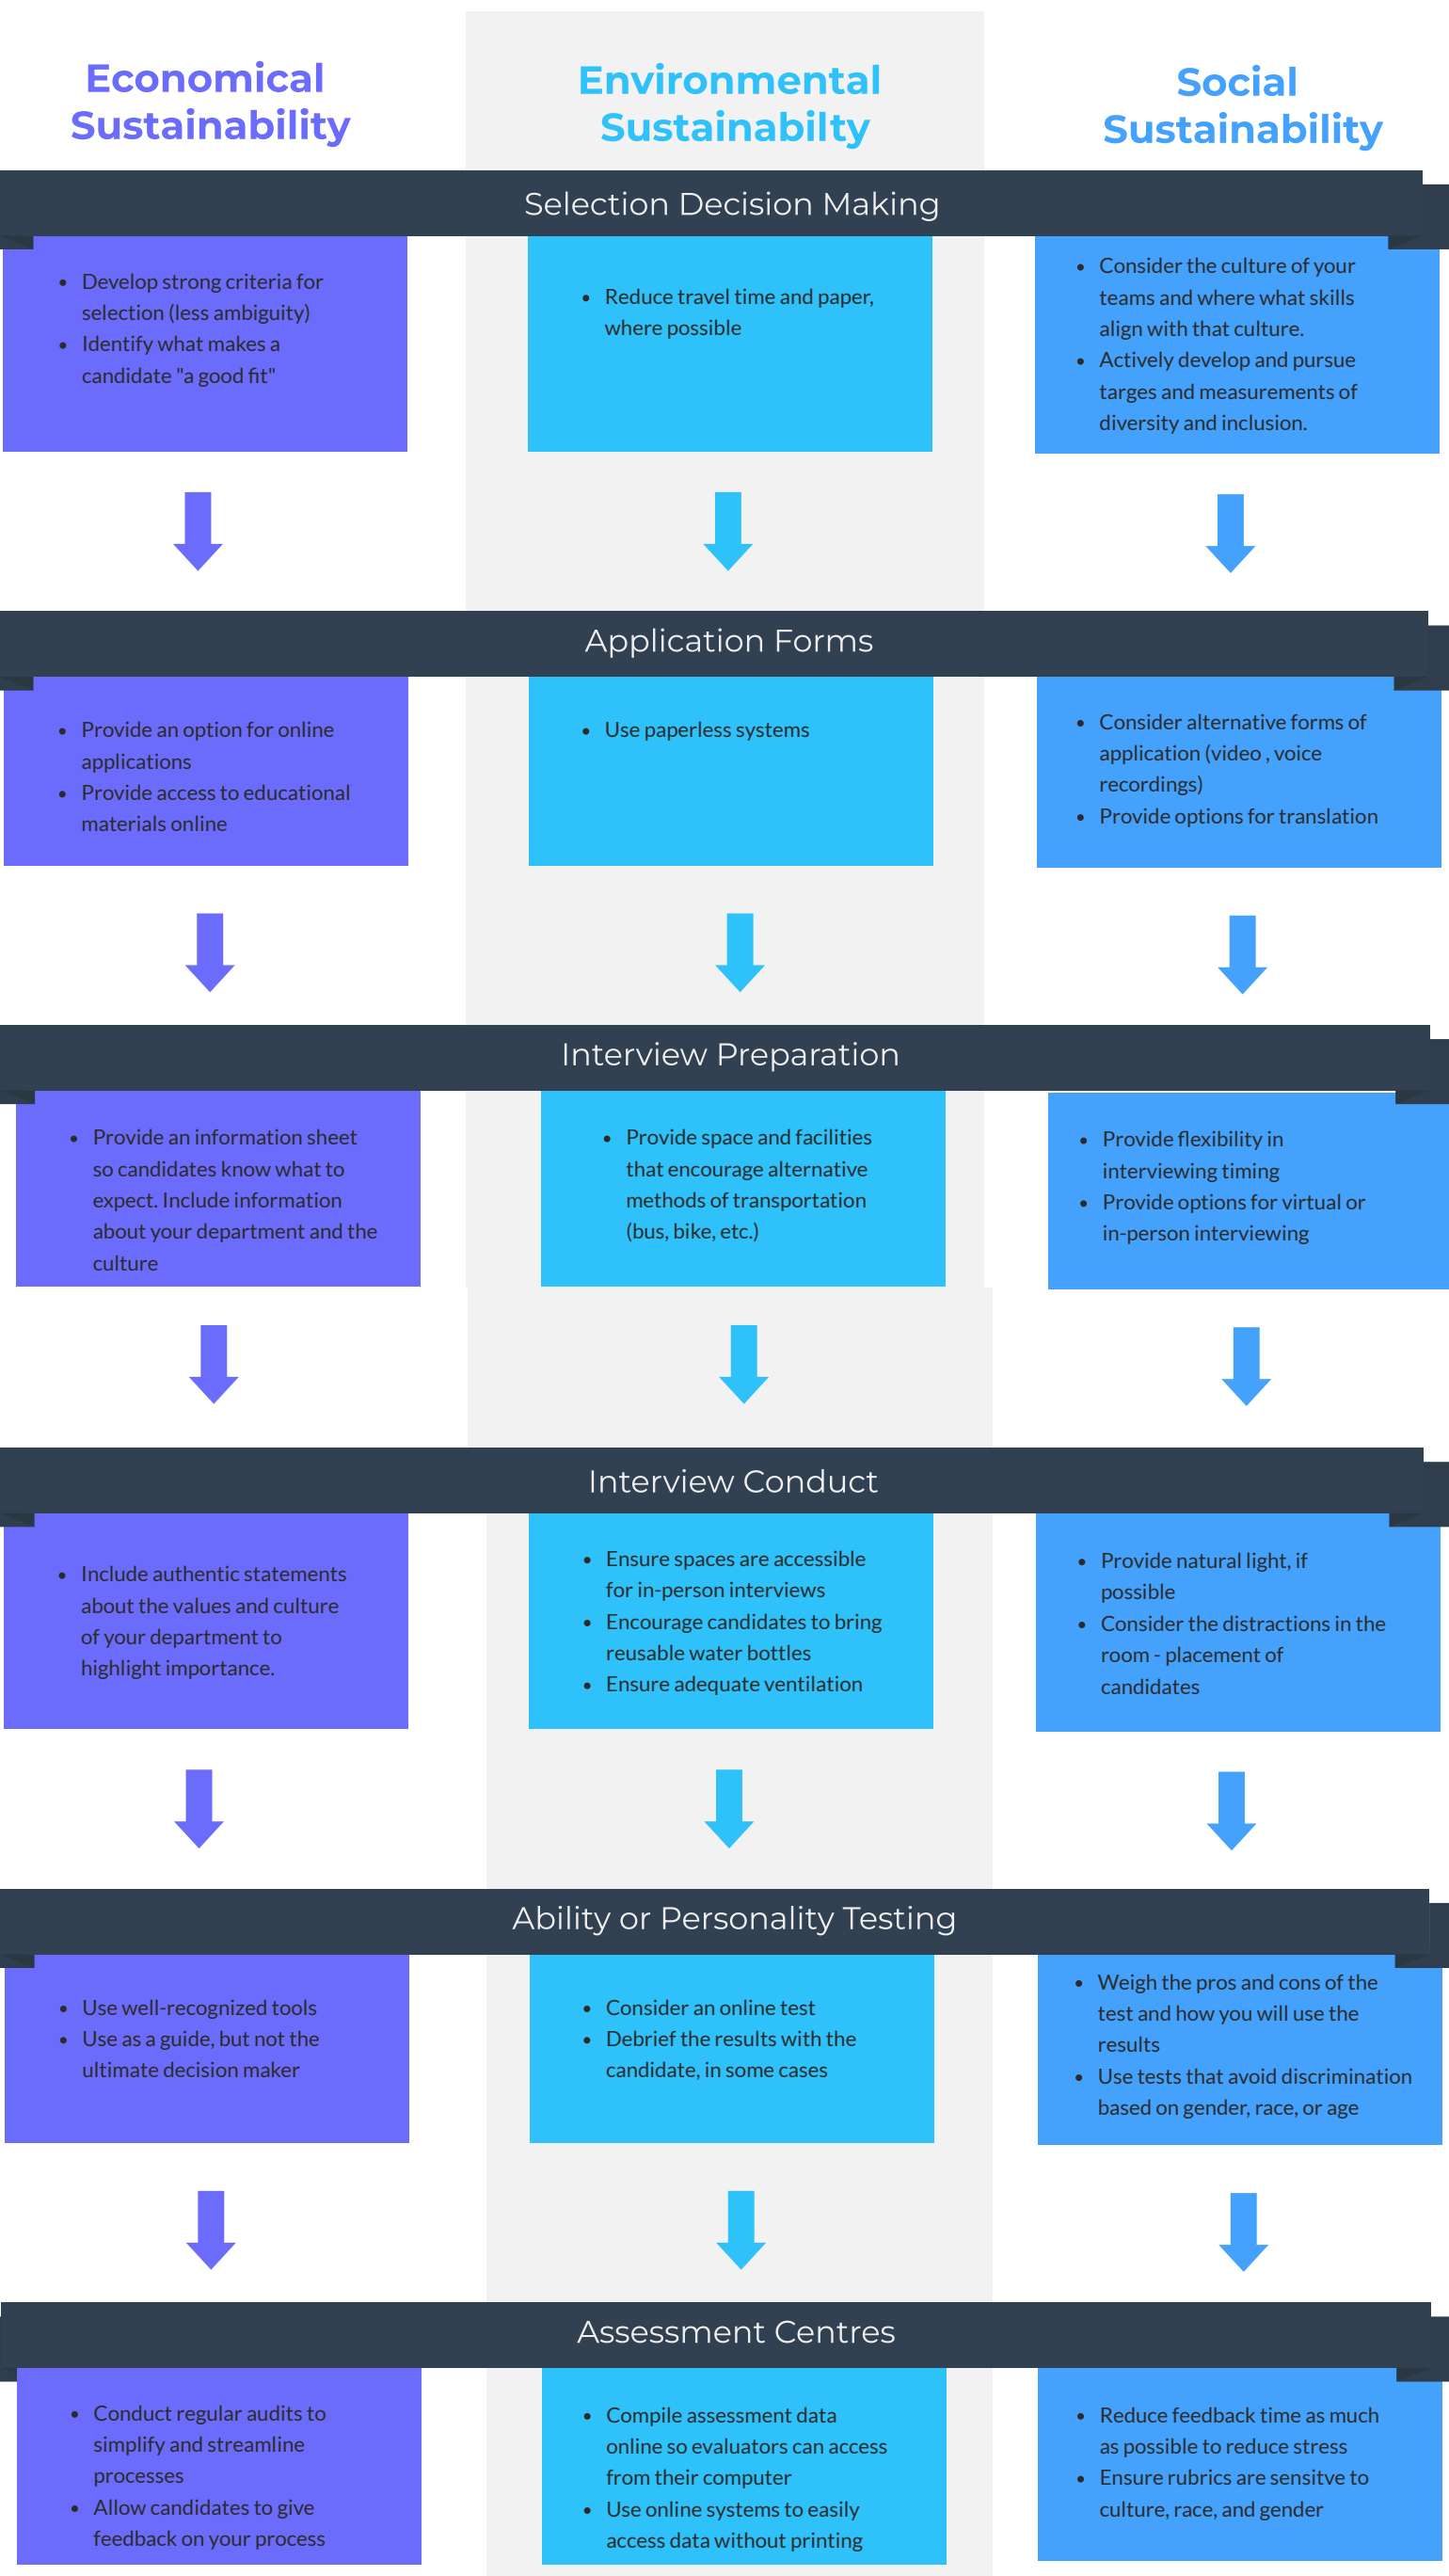 Economical
Sustainability
Environmental
Sustainabilty
Social
Sustainability
Selection Decision Making
• Develop strong criteria for
selection (less ambiguity)
• Identify what makes a
candidate "a good fit"
• Reduce travel time and paper,
where possible
• Consider the culture of your
teams and where what skills
align with that culture.
• Actively develop and pursue
targes and measurements of
diversity and inclusion.
Application Forms
• Provide an option for online
applications
• Provide access to educational
materials online
• Use paperless systems
• Consider alternative forms of
application (video , voice
recordings)
• Provide options for translation
Interview Preparation
• Provide an information sheet
so candidates know what to
expect. Include information
about your department and the
culture
• Provide space and facilities
that encourage alternative
methods of transportation
(bus, bike, etc.)
• Provide flexibility in
interviewing timing
• Provide options for virtual or
in-person interviewing
Interview Conduct
• Include authentic statements
about the values and culture
of your department to
highlight importance.
• Ensure spaces are accessible
for in-person interviews
• Encourage candidates to bring
reusable water bottles
• Ensure adequate ventilation
• Provide natural light, if
possible
• Consider the distractions in the
room - placement of
candidates
Ability or Personality Testing
• Use well-recognized tools
• Use as a guide, but not the
ultimate decision maker
• Consider an online test
• Debrief the results with the
candidate, in some cases
• Weigh the pros and cons of the
test and how you will use the
results
• Use tests that avoid discrimination
based on gender, race, or age
Assessment Centres
• Conduct regular audits to
simplify and streamline
processes
• Allow candidates to give
feedback on your process
• Compile assessment data
online so evaluators can access
from their computer
• Use online systems to easily
access data without printing
• Reduce feedback time as much
as possible to reduce stress
• Ensure rubrics are sensitve to
culture, race, and gender